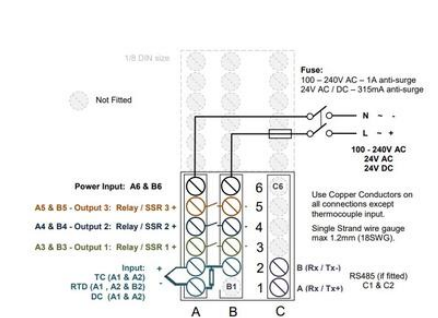 1/8 DIN size
Fuse:
100 – 240V AC – 1A anti-surge
24V AC / DC – 315mA anti-surge
Not Fitted
N ~ -
L ~ +
100 - 240V AC
24V AC
24V DC
Power Input: A6 & B6
6
C6
A5 & B5 - Output 3: Relay / SSR 3 +
-
5
A4 & B4 - Output 2: Relay / SSR 2 +
-
4
A3 & B3 - Output 1: Relay / SSR 1 +
-
3
Use Copper Conductors on
all connections except
thermocouple input.
Single Strand wire gauge
max 1.2mm (18SWG).
Input: +
TC (A1 & A2)
RTD (A1 , A2 & B2) -
DC (A1 & A2)
2
B1
1
B (Rx / Tx-)
A (Rx / Tx+)
RS485 (if fitted)
C1 & C2
A B C